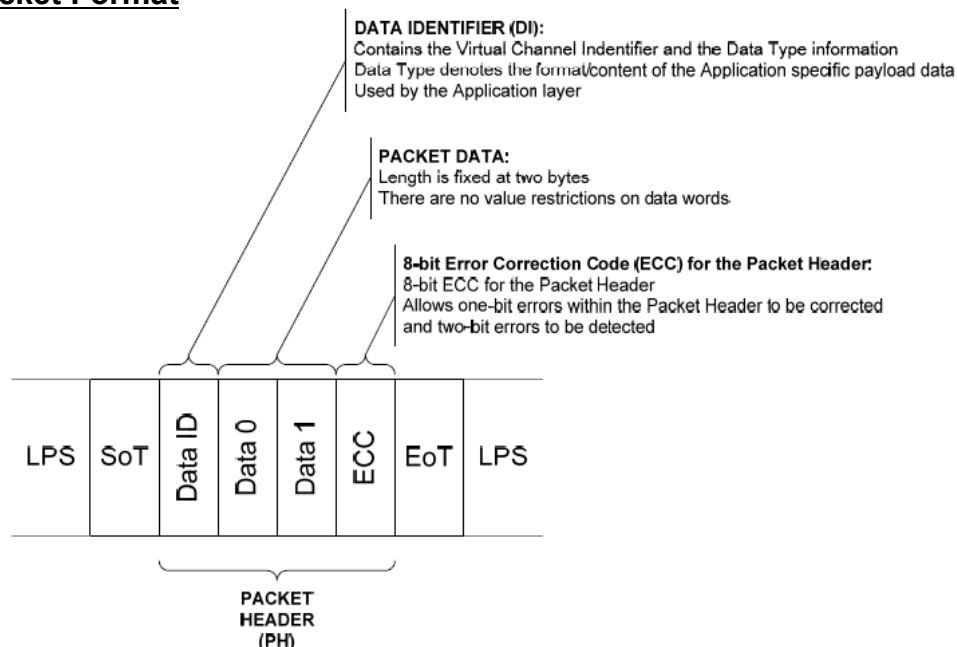 DATA IDENTIFIER (DI):
Contains the Virtual Channel Indentifier and the Data Type information
Data Type denotes the format/content of the Application specific payload data
Used by the Application layer
PACKET DATA:
Length is fixed at two bytes
There are no value restrictions on data words
8-bit Error Correction Code (ECC) for the Packet Header:
8-bit ECC for the Packet Header
Allows one-bit errors within the Packet Header to be corrected
and two-bit errors to be detected
LPS SoT Data ID Data 0 Data 1 ECC EoT LPS
PACKET
HEADER
(PH)